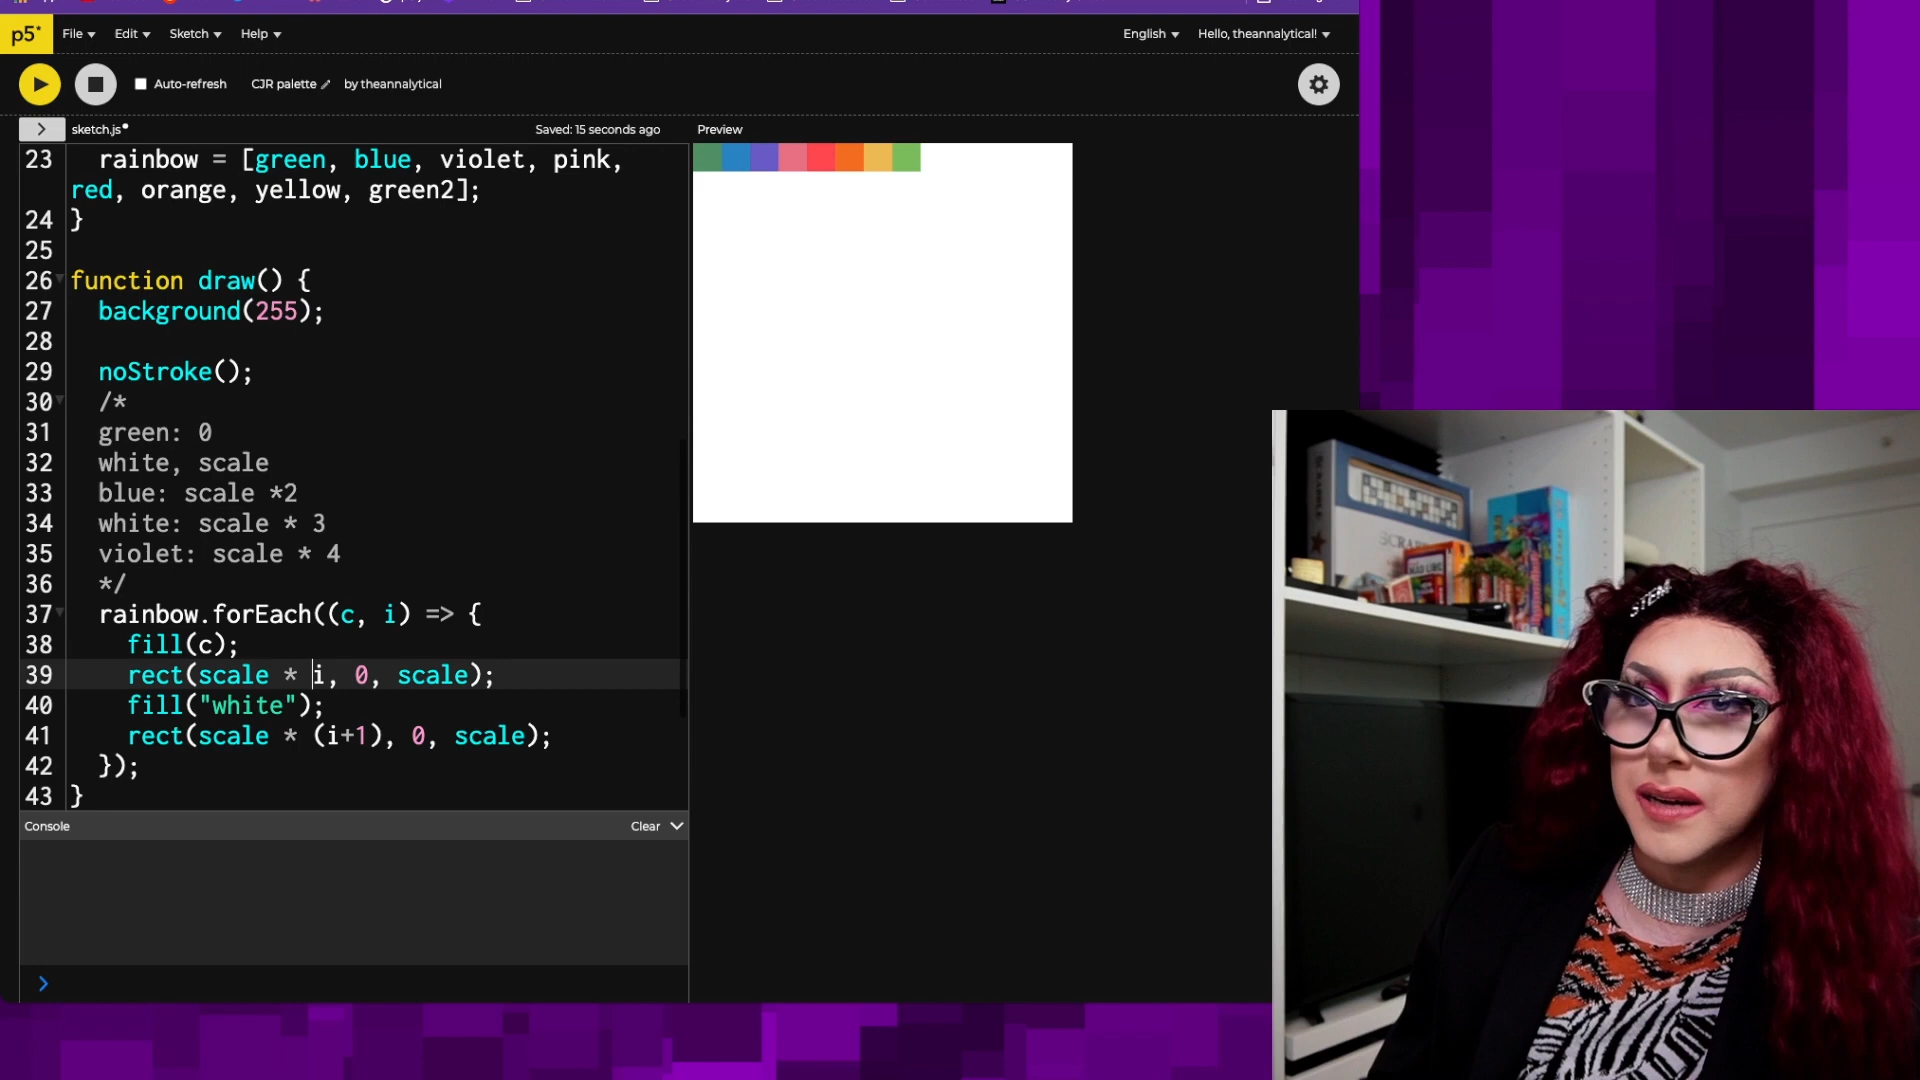 p5* File Edit Sketch Help English Hello, theannalytical!
Auto-refresh CJR palette by theannalytical
> sketch.js Saved: 15 seconds ago Preview
23 rainbow = [green, blue, violet, pink,
red, orange, yellow, green2];
24 }
25
26 function draw() {
27 background(255);
28
29 noStroke();
30 /*
31 green: 0
32 white, scale
33 blue: scale *2
34 white: scale * 3
35 violet: scale * 4
36 */
37 rainbow.forEach((c, i) => {
38 fill(c);
39 rect(scale * i, 0, scale);
40 fill("white");
41 rect(scale * (i+1), 0, scale);
42 });
43 }
Console Clear
>
STEM